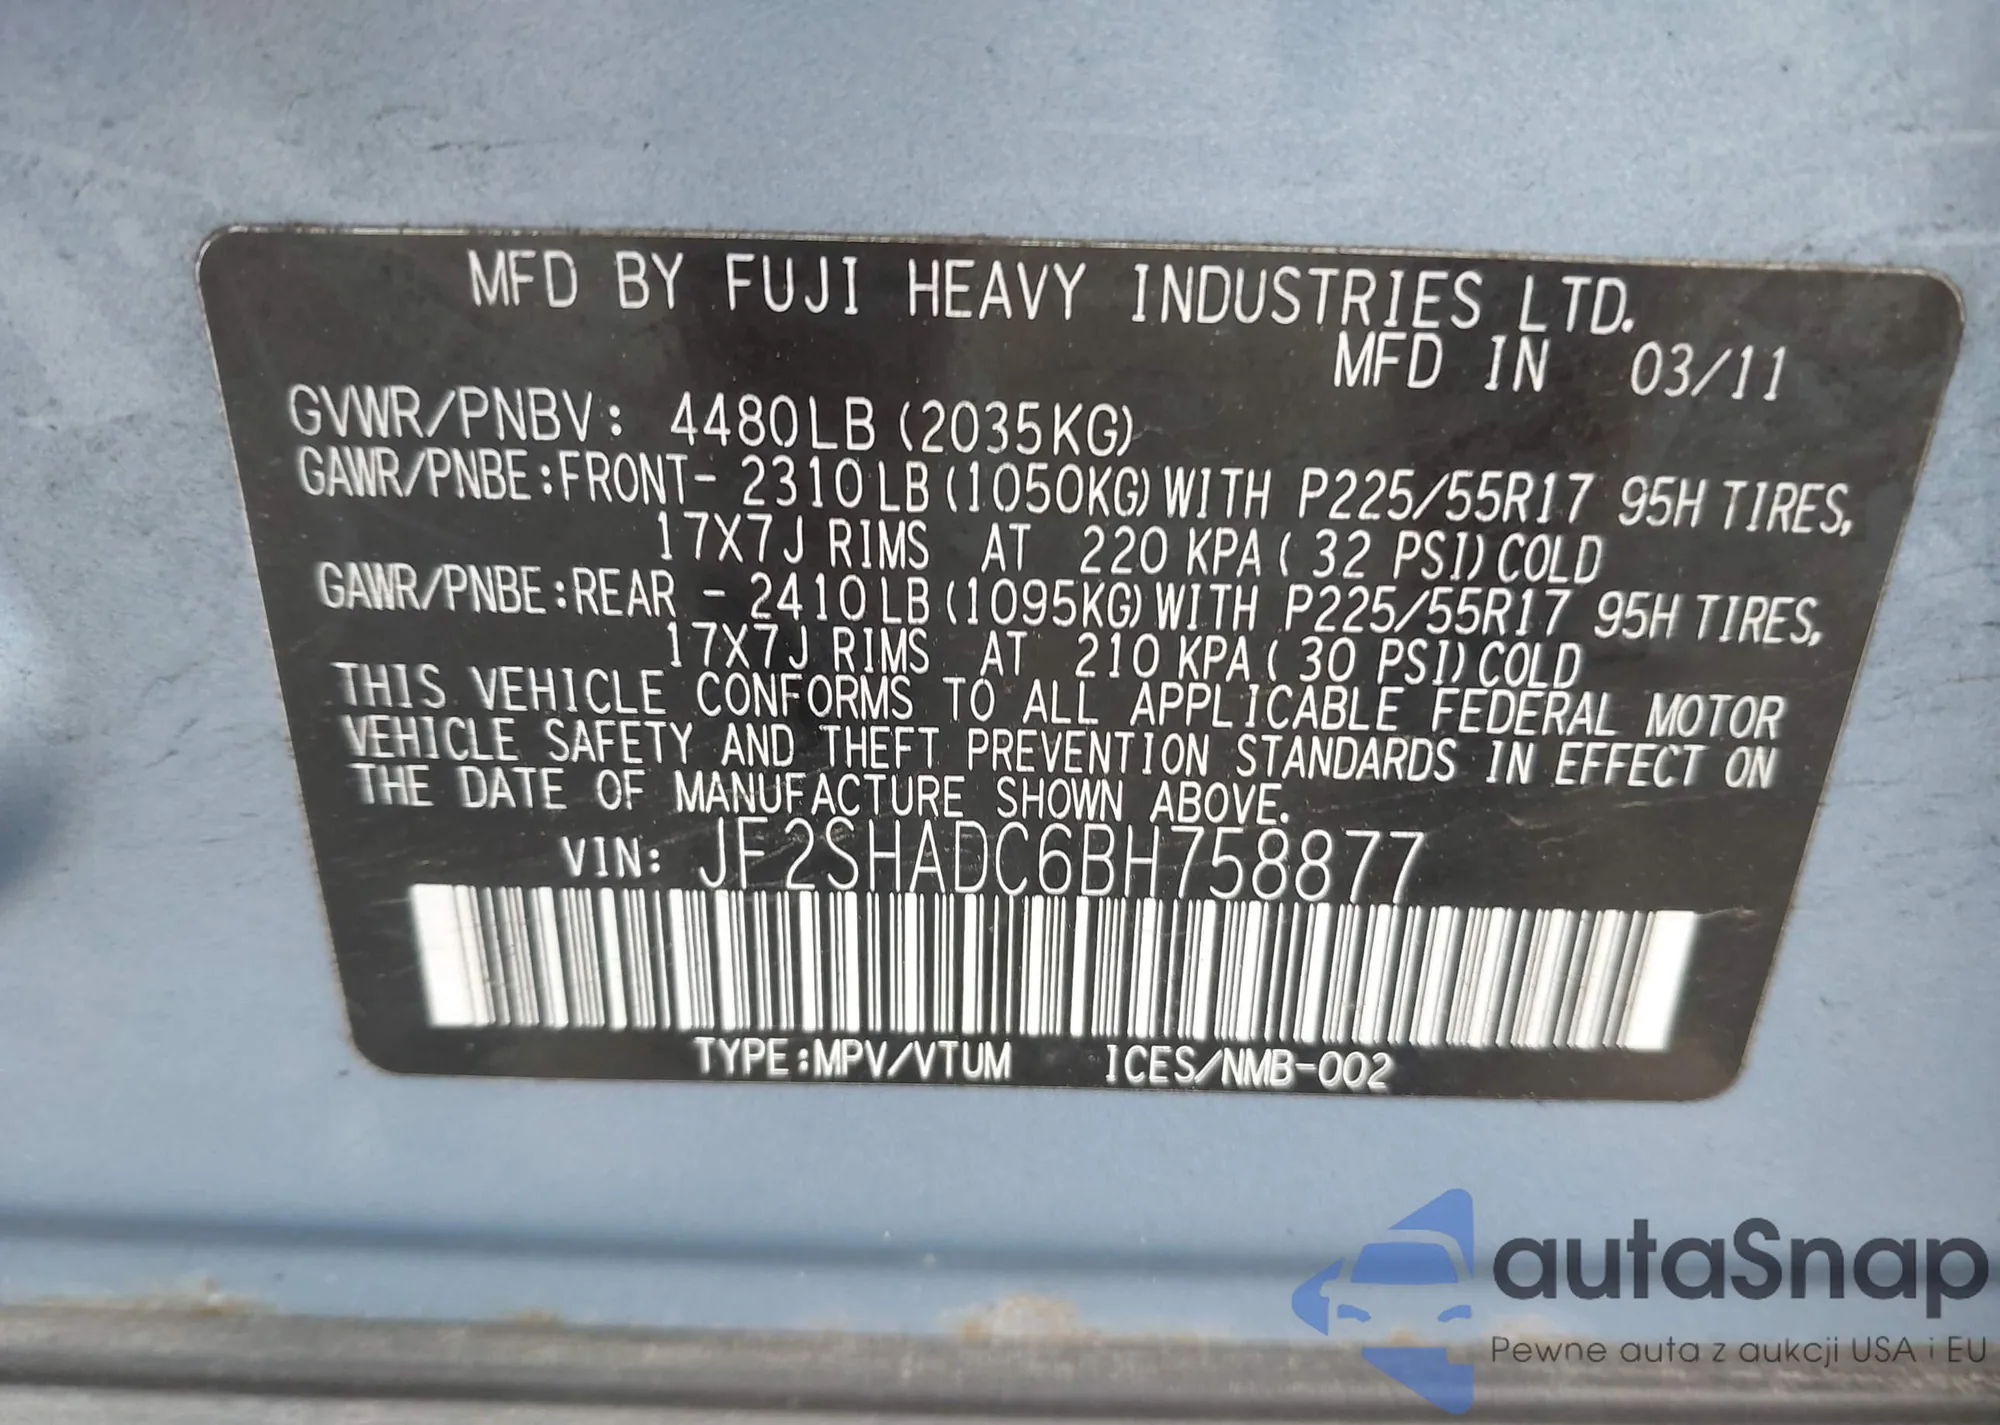 MFD BY FUJI HEAVY INDUSTRIES LTD.
MFD IN 03/11
GVWR/PNBV: 4480LB (2035KG)
GAWR/PNBE:FRONT- 2310LB (1050KG) WITH P225/55R17 95H TIRES,
17X7J RIMS AT 220 KPA ( 32 PSI) COLD
GAWR/PNBE:REAR - 2410LB (1095KG) WITH P225/55R17 95H TIRES,
17X7J RIMS AT 210 KPA ( 30 PSI) COLD
THIS VEHICLE CONFORMS TO ALL APPLICABLE FEDERAL MOTOR
VEHICLE SAFETY AND THEFT PREVENTION STANDARDS IN EFFECT ON
THE DATE OF MANUFACTURE SHOWN ABOVE.
VIN: JF2SHADC6BH758877
TYPE:MPV/VTUM ICES/NMB-002
autaSnap
Pewne auta z aukcji USA i EU